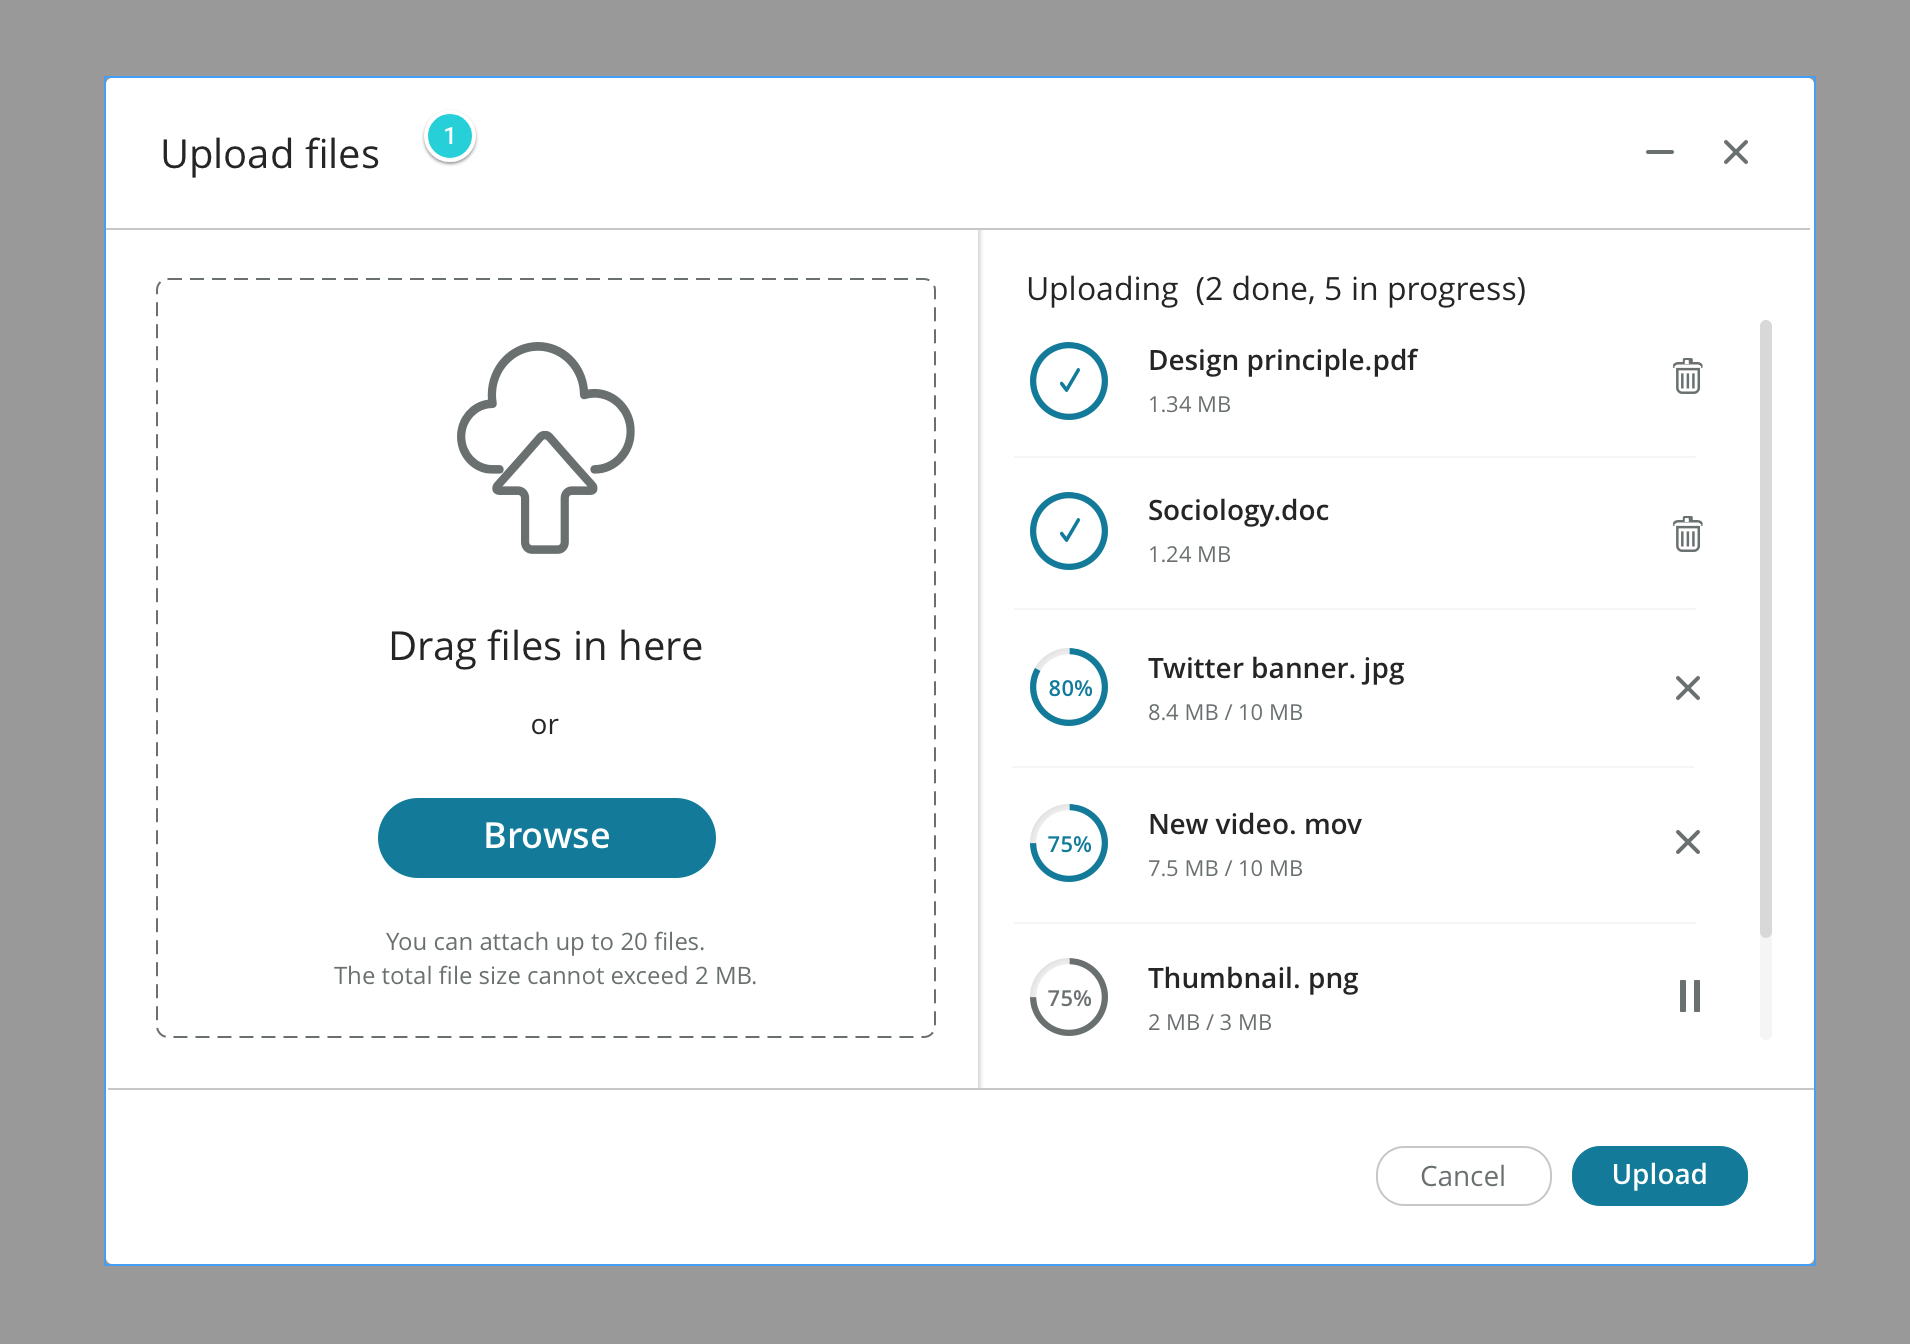 Upload files
1
Drag files in here
or
Browse
You can attach up to 20 files.
The total file size cannot exceed 2 MB.
Uploading  (2 done, 5 in progress)
Design principle.pdf
1.34 MB
Sociology.doc
1.24 MB
80%
Twitter banner. jpg
8.4 MB / 10 MB
75%
New video. mov
7.5 MB / 10 MB
75%
Thumbnail. png
2 MB / 3 MB
Cancel
Upload